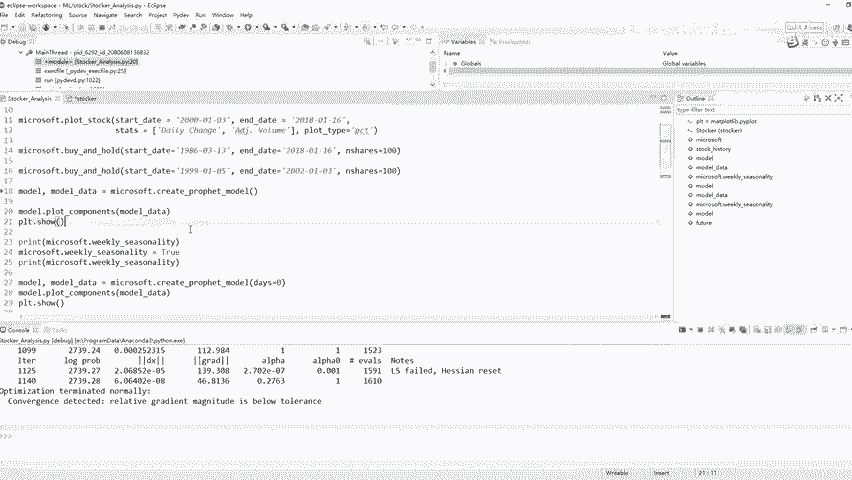 eclipse-workspace - ML/stock/Stocker_Analysis.py - Eclipse
File Edit Source Refactoring Navigate Search Project Pydev Run Window Help
Debug
Variables
MainThread - pid_6292_id_2080608136832
<module> [Stocker_Analysis.py:20]
execfile [_pydev_execfile.py:25]
run [pydevd.py:1022]
Name Value
Globals Global variables
Stocker_Analysis *stocker
10
11 microsoft.plot_stock(start_date = '2000-01-03', end_date = '2018-01-16',
12 stats = ['Daily Change', 'Adj. Volume'], plot_type='pct')
14 microsoft.buy_and_hold(start_date='1986-03-13', end_date='2018-01-16', nshares=100)
16 microsoft.buy_and_hold(start_date='1999-01-05', end_date='2002-01-03', nshares=100)
18 model, model_data = microsoft.create_prophet_model()
20 model.plot_components(model_data)
21 plt.show()
22
23 print(microsoft.weekly_seasonality)
24 microsoft.weekly_seasonality = True
25 print(microsoft.weekly_seasonality)
27 model, model_data = microsoft.create_prophet_model(days=0)
28 model.plot_components(model_data)
29 plt.show()
Outline
type filter text
plt = matplotlib.pyplot
Stocker (stocker)
microsoft
stock_history
model
model_data
microsoft.weekly_seasonality
model
model_data
microsoft.weekly_seasonality
model
future
Console
Stocker_Analysis.py [debug] [e:\ProgramData\Anaconda3\python.exe]
1099 2739.24 0.000252315 112.984 1 1 1523
Iter log prob ||dx|| ||grad|| alpha alpha0 # evals Notes
1125 2739.27 2.06852e-05 139.308 2.702e-07 0.001 1591 LS failed, Hessian reset
1140 2739.28 6.06402e-08 46.8136 0.2763 1 1610
Optimization terminated normally:
Convergence detected: relative gradient magnitude is below tolerance
>>>
Writable Insert 21 : 11